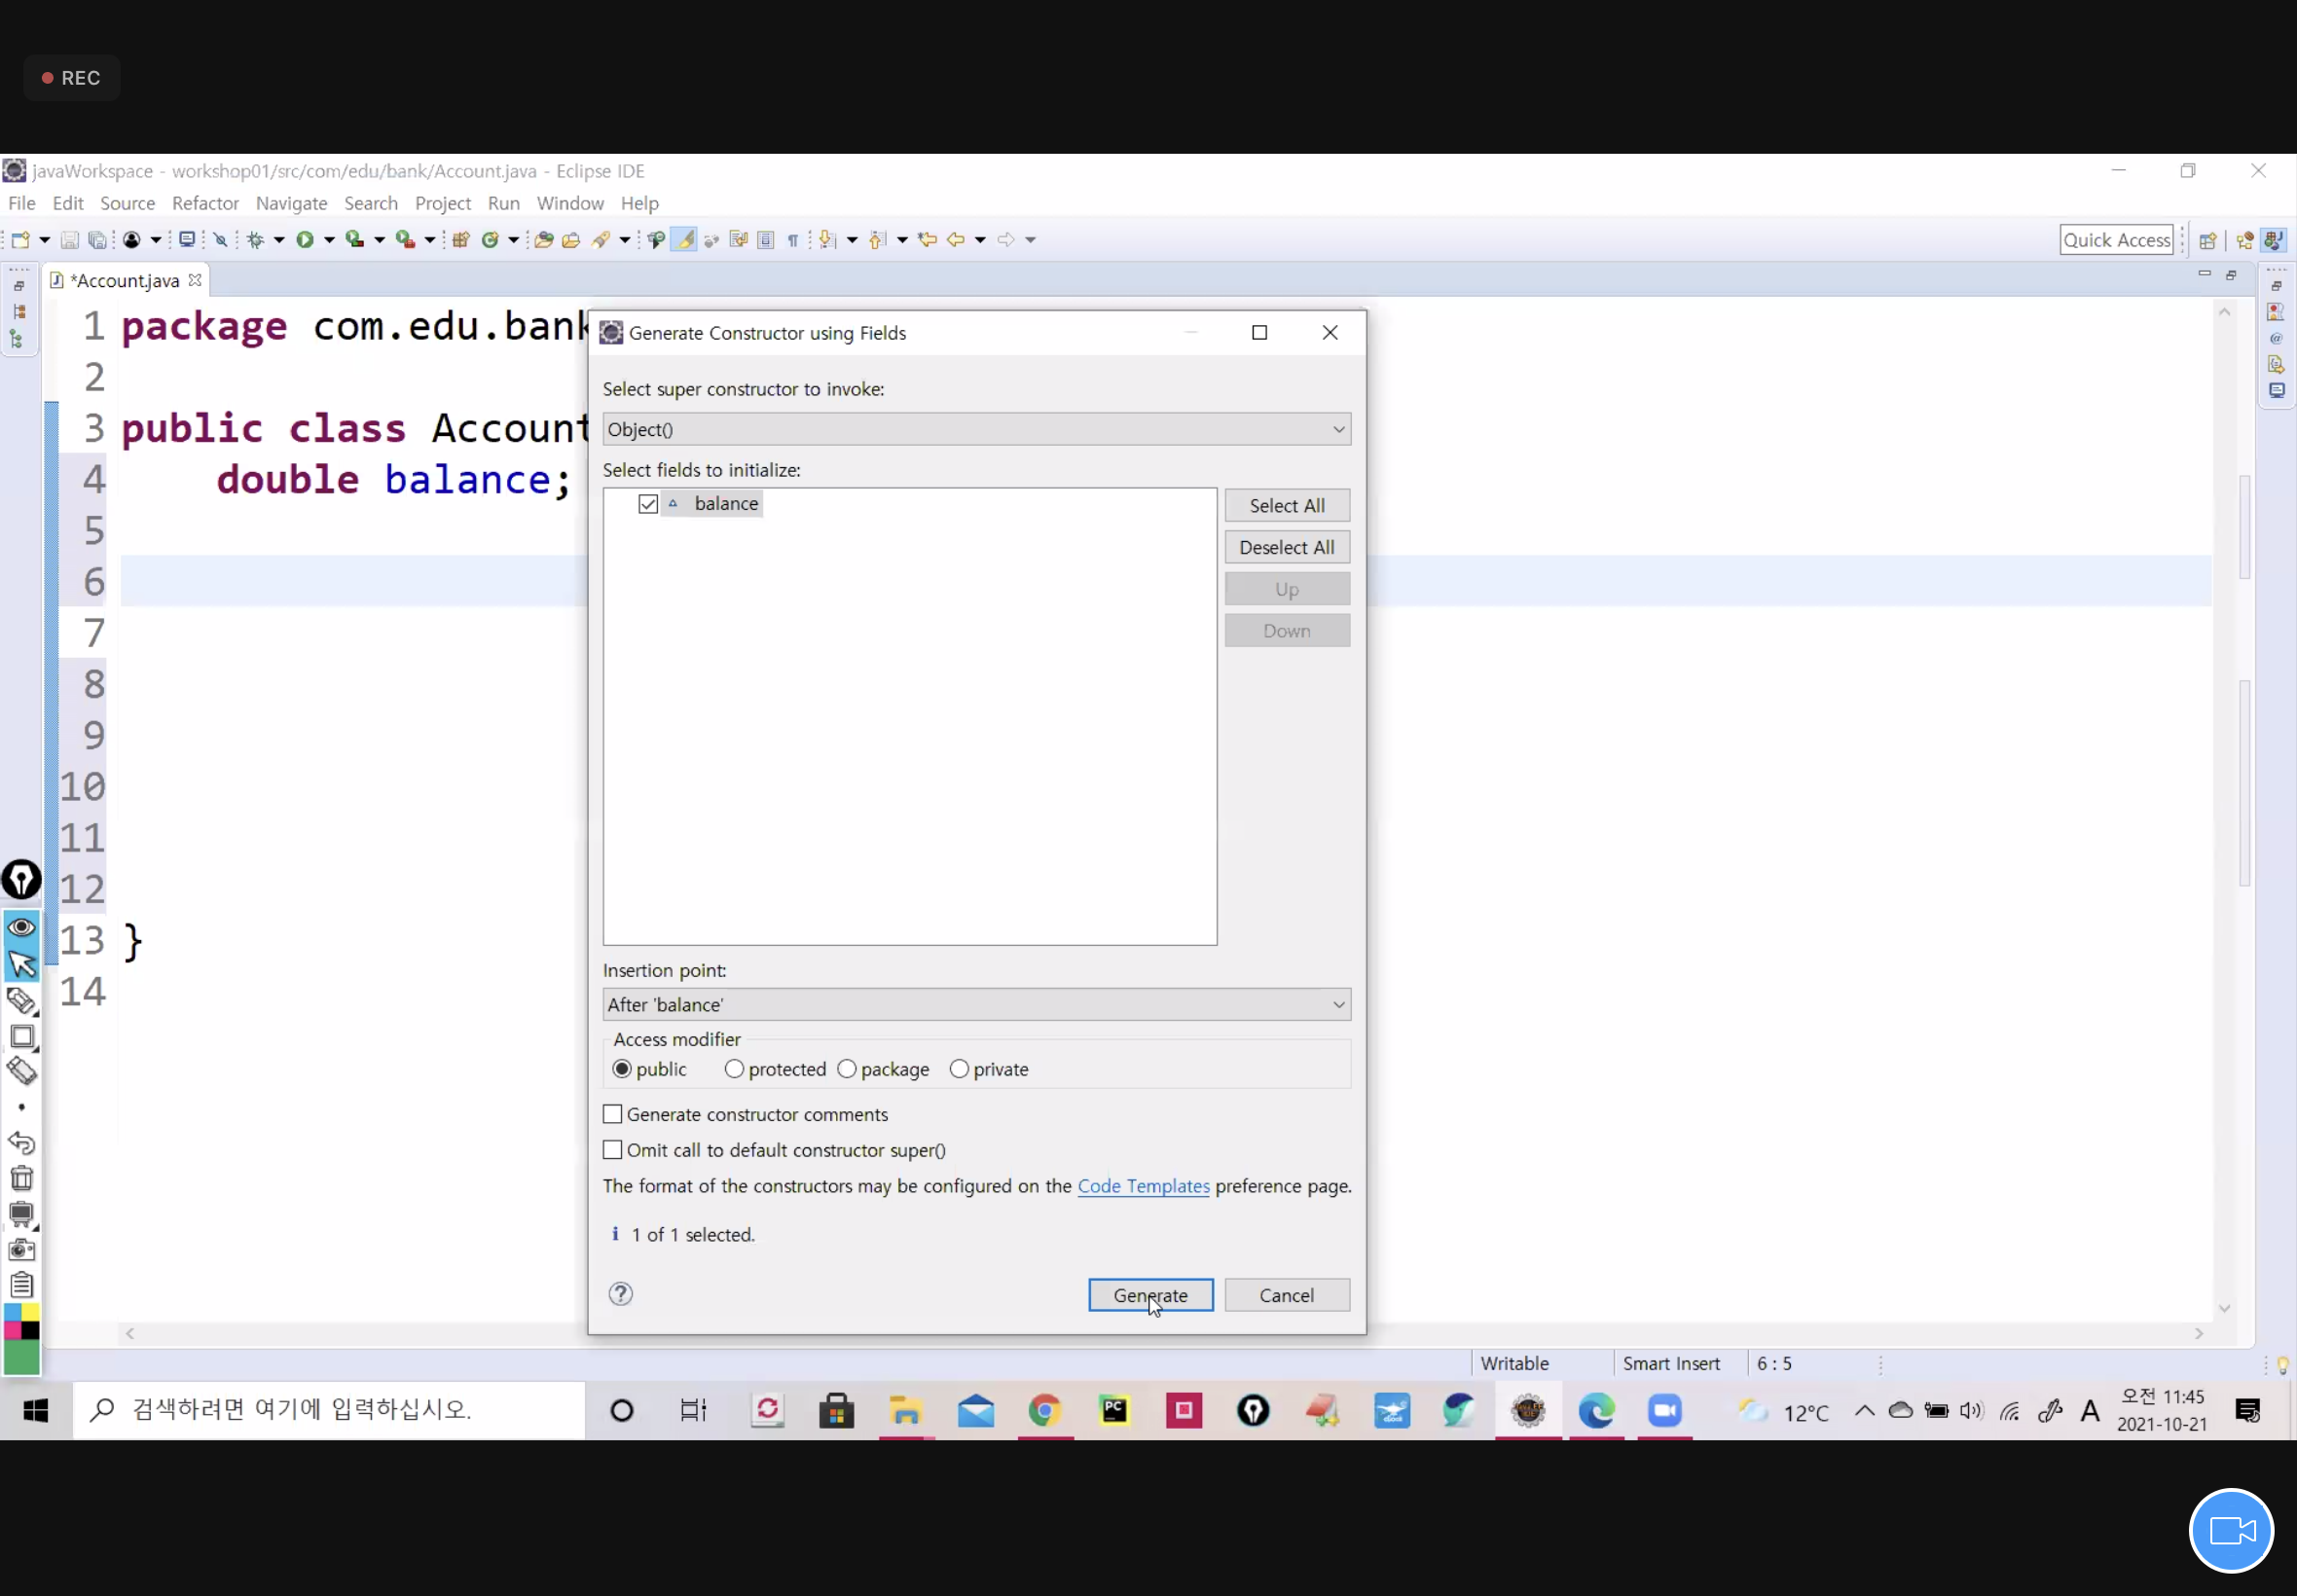 REC
javaWorkspace - workshop01/src/com/edu/bank/Account.java - Eclipse IDE
File Edit Source Refactor Navigate Search Project Run Window Help
Quick Access
*Account.java
1 package com.edu.bank
2
3 public class Account
4 double balance;
5
6
7
8
9
10
11
12
13 }
14
Generate Constructor using Fields
Select super constructor to invoke:
Object()
Select fields to initialize:
balance
Select All
Deselect All
Up
Down
Insertion point:
After 'balance'
Access modifier
public protected package private
Generate constructor comments
Omit call to default constructor super()
The format of the constructors may be configured on the Code Templates preference page.
i 1 of 1 selected.
?
Generate Cancel
Writable Smart Insert 6 : 5
검색하려면 여기에 입력하십시오.
PC
12°C
A
오전 11:45
2021-10-21